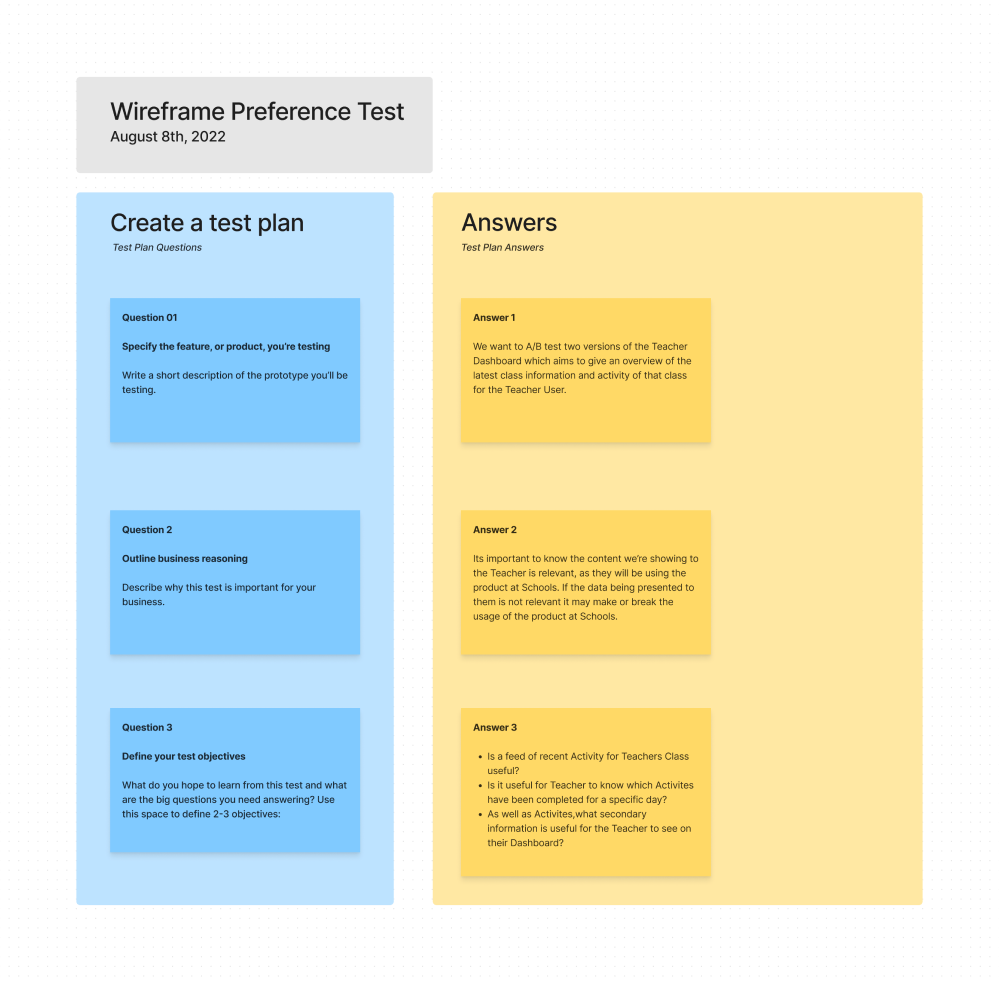 Wireframe Preference Test
August 8th, 2022
Create a test plan
Test Plan Questions
Question 01
Specify the feature, or product, you're testing
Write a short description of the prototype you'll be
testing.
Question 2
Outline business reasoning
Describe why this test is important for your
business.
Question 3
Define your test objectives
What do you hope to learn from this test and what
are the big questions you need answering? Use
this space to define 2-3 objectives:
Answers
Test Plan Answers
Answer 1
We want to A/B test two versions of the Teacher
Dashboard which aims to give an overview of the
latest class information and activity of that class
for the Teacher User.
Answer 2
Its important to know the content we're showing to
the Teacher is relevant, as they will be using the
product at Schools. If the data being presented to
them is not relevant it may make or break the
usage of the product at Schools.
Answer 3
• Is a feed of recent Activity for Teachers Class
useful?
• Is it useful for Teacher to know which Activites
have been completed for a specific day?
• As well as Activites,what secondary
information is useful for the Teacher to see on
their Dashboard?